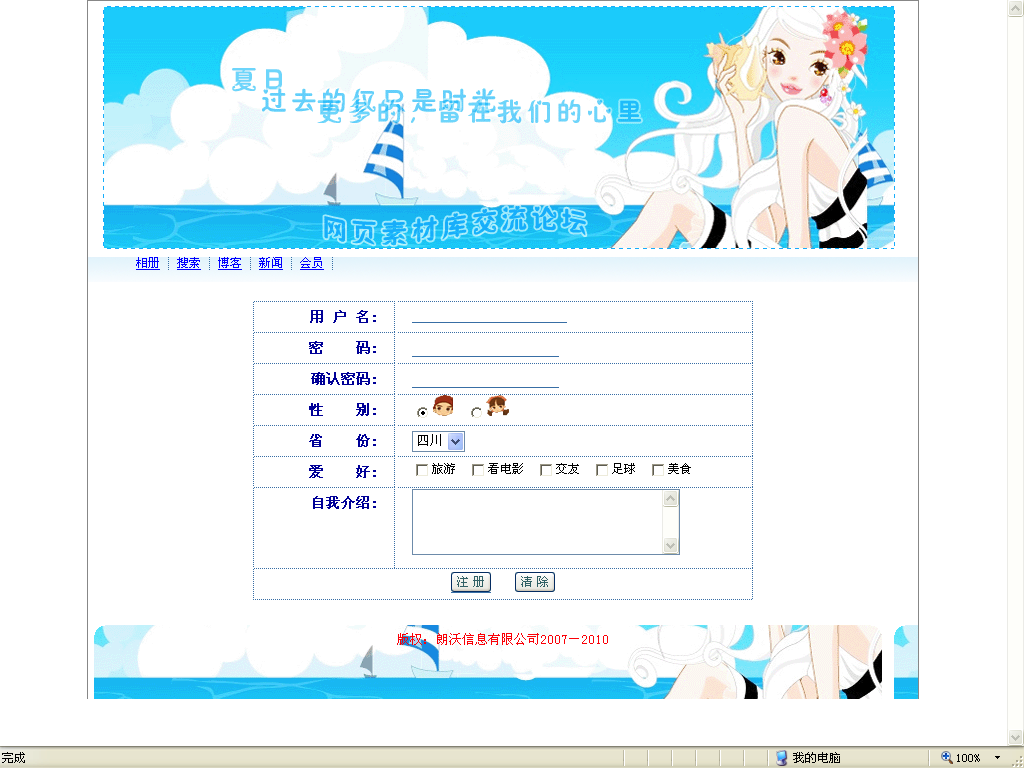 夏日
过去的仅只是时光
更多的，留在我们的心里
网页素材库交流论坛
相册 搜索 博客 新闻 会员
用 户 名：
密 码：
确认密码：
性 别：
省 份： 四川
爱 好： 旅游 看电影 交友 足球 美食
自我介绍：
注 册 清 除
版权：朗沃信息有限公司2007－2010
完成 我的电脑 100%